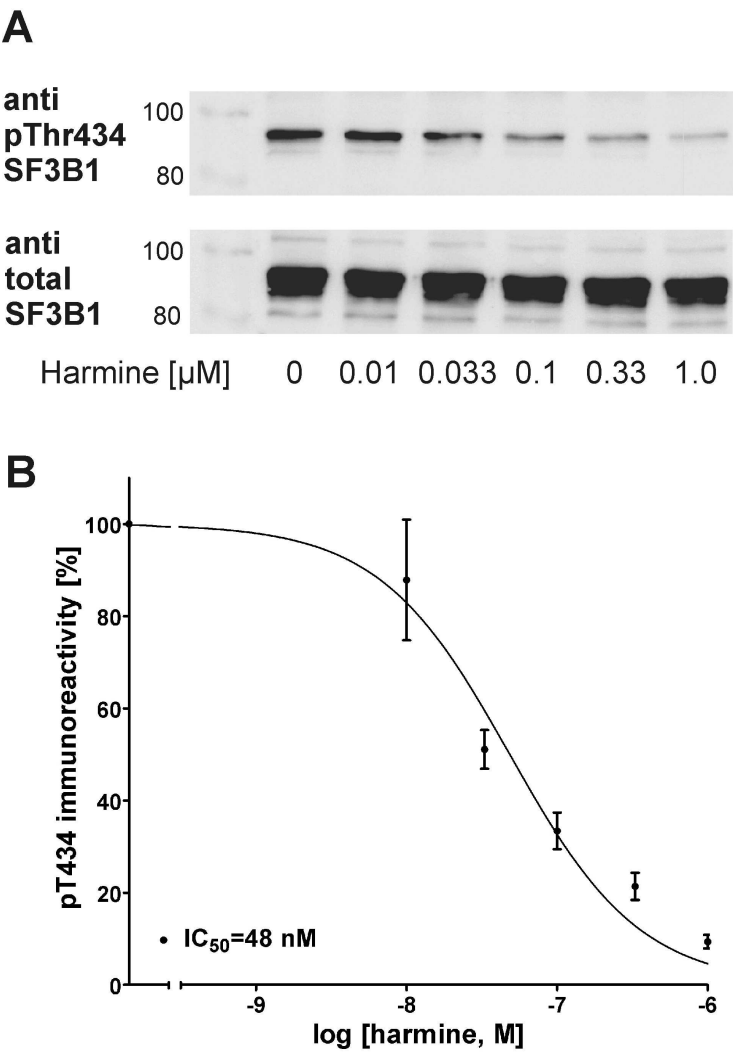 A
anti
pThr434
SF3B1
100
80
anti
total
SF3B1
100
80
Harmine [µM] 0 0.01 0.033 0.1 0.33 1.0
B
pT434 immunoreactivity [%]
100
80
60
40
20
0
IC50=48 nM
-9 -8 -7 -6
log [harmine, M]